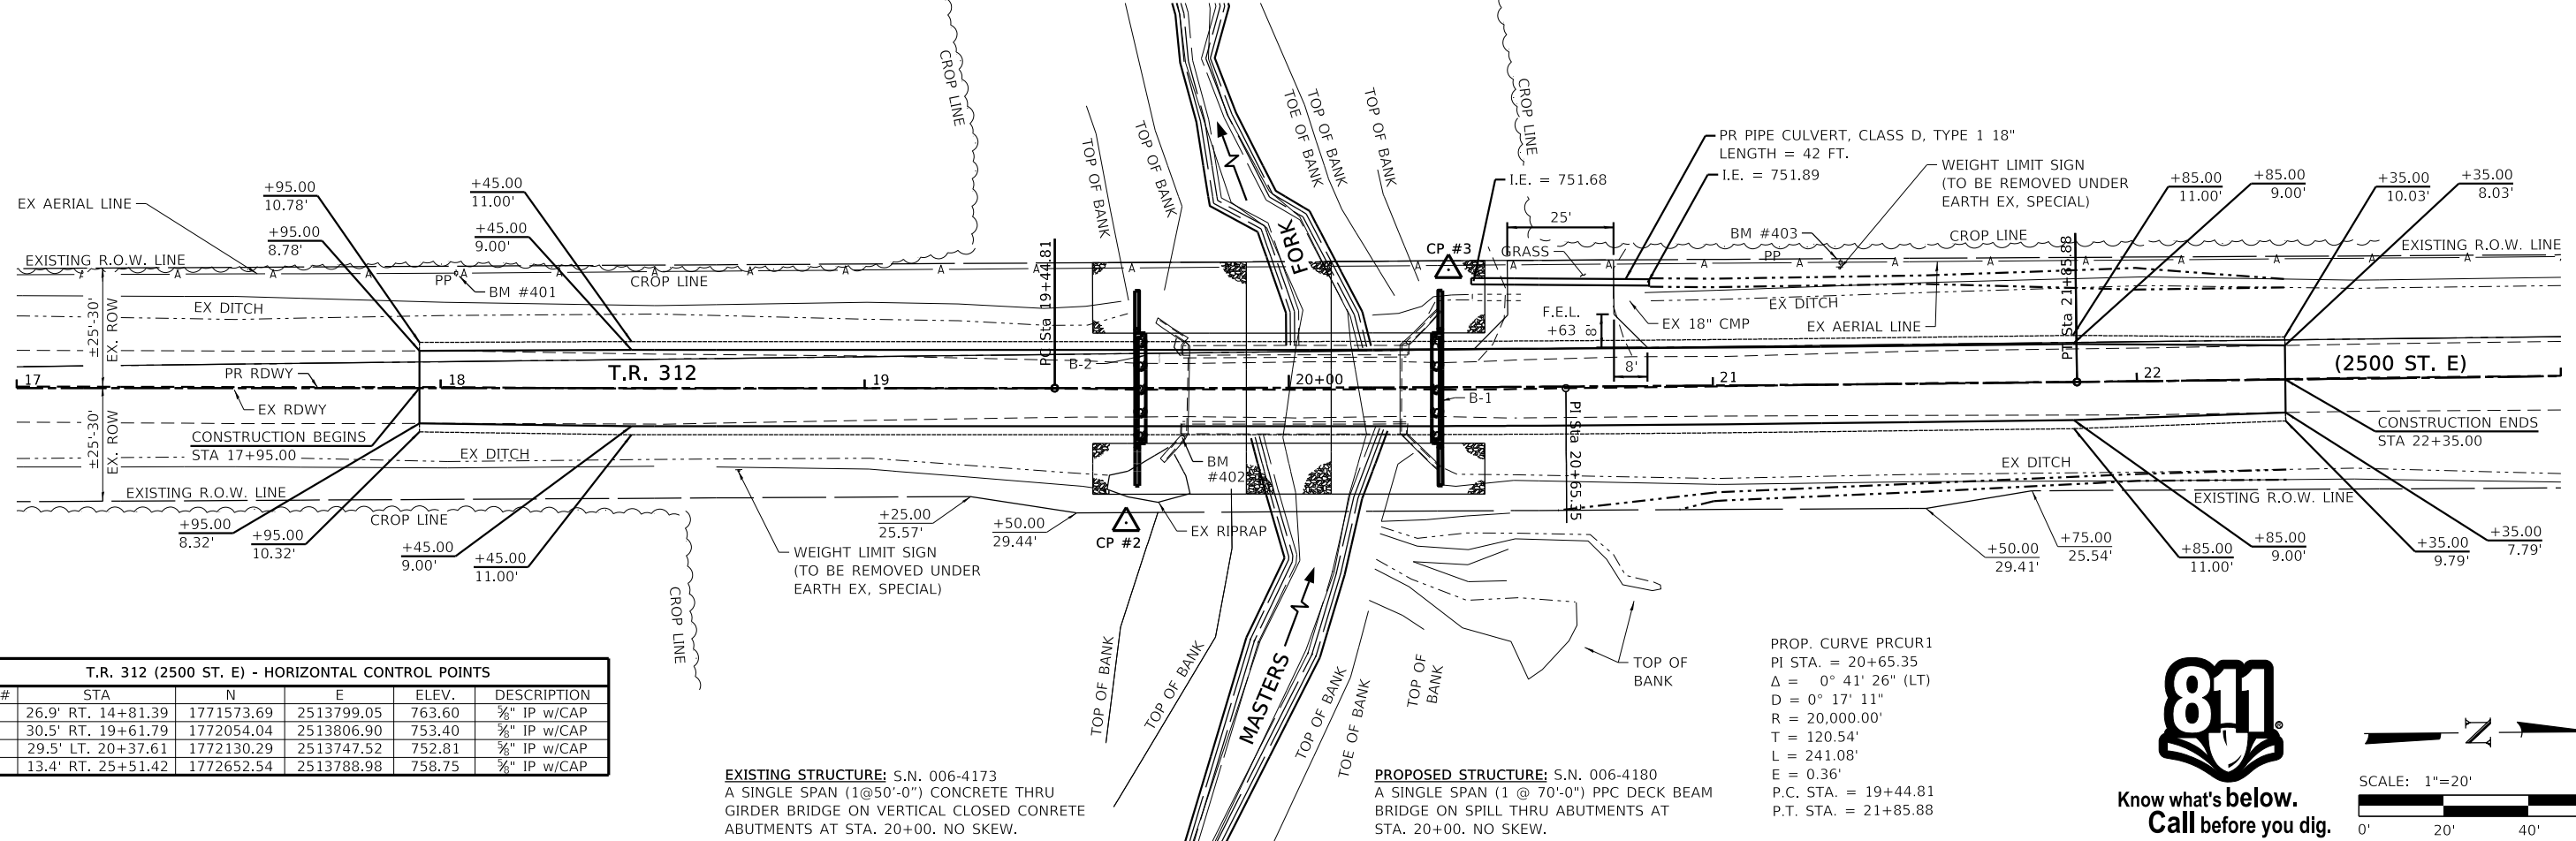 CROP LINE
TOP OF BANK
TOP OF BANK
TOE OF BANK
TOP OF BANK
TOP OF BANK
CROP LINE
N
FORK
PR PIPE CULVERT, CLASS D, TYPE 1 18"
LENGTH = 42 FT.
I.E. = 751.89
I.E. = 751.68
WEIGHT LIMIT SIGN
(TO BE REMOVED UNDER
EARTH EX, SPECIAL)
EX AERIAL LINE
+95.00
10.78'
+95.00
8.78'
+45.00
11.00'
+45.00
9.00'
25'
+85.00
11.00'
+85.00
9.00'
+35.00
10.03'
+35.00
8.03'
EXISTING R.O.W. LINE
A A A A A A A A A A
PP
BM #401
CROP LINE
PC Sta 19+44.81
CP #3
GRASS
BM #403
PP
CROP LINE
EXISTING R.O.W. LINE
PT Sta 21+85.88
EX DITCH
EX DITCH
±25'-30'
EX. ROW
F.E.L.
+63
8'
EX 18" CMP
EX AERIAL LINE
B-2
8'
PR RDWY
T.R. 312
(2500 ST. E)
17
18
19
20+00
21
22
EX RDWY
B-1
PI Sta 20+65.35
±25'-30'
EX. ROW
CONSTRUCTION BEGINS
STA 17+95.00
CONSTRUCTION ENDS
STA 22+35.00
EX DITCH
BM
#402
EX DITCH
EXISTING R.O.W. LINE
EXISTING R.O.W. LINE
CROP LINE
+95.00
8.32'
+95.00
10.32'
+45.00
9.00'
+45.00
11.00'
WEIGHT LIMIT SIGN
(TO BE REMOVED UNDER
EARTH EX, SPECIAL)
+25.00
25.57'
+50.00
29.44'
CP #2
EX RIPRAP
+50.00
29.41'
+75.00
25.54'
+85.00
11.00'
+85.00
9.00'
+35.00
9.79'
+35.00
7.79'
CROP LINE
TOP OF BANK
TOP OF BANK
MASTERS
N
TOP OF BANK
TOE OF BANK
TOP OF
BANK
TOP OF
BANK
T.R. 312 (2500 ST. E) - HORIZONTAL CONTROL POINTS
# STA N E ELEV. DESCRIPTION
26.9' RT. 14+81.39 1771573.69 2513799.05 763.60 ⅝" IP w/CAP
30.5' RT. 19+61.79 1772054.04 2513806.90 753.40 ⅝" IP w/CAP
29.5' LT. 20+37.61 1772130.29 2513747.52 752.81 ⅝" IP w/CAP
13.4' RT. 25+51.42 1772652.54 2513788.98 758.75 ⅝" IP w/CAP
EXISTING STRUCTURE: S.N. 006-4173
A SINGLE SPAN (1@50'-0") CONCRETE THRU
GIRDER BRIDGE ON VERTICAL CLOSED CONRETE
ABUTMENTS AT STA. 20+00. NO SKEW.
PROPOSED STRUCTURE: S.N. 006-4180
A SINGLE SPAN (1 @ 70'-0") PPC DECK BEAM
BRIDGE ON SPILL THRU ABUTMENTS AT
STA. 20+00. NO SKEW.
PROP. CURVE PRCUR1
PI STA. = 20+65.35
Δ = 0° 41' 26" (LT)
D = 0° 17' 11"
R = 20,000.00'
T = 120.54'
L = 241.08'
E = 0.36'
P.C. STA. = 19+44.81
P.T. STA. = 21+85.88
811
®
Know what's below.
Call before you dig.
N
SCALE: 1"=20'
0' 20' 40'